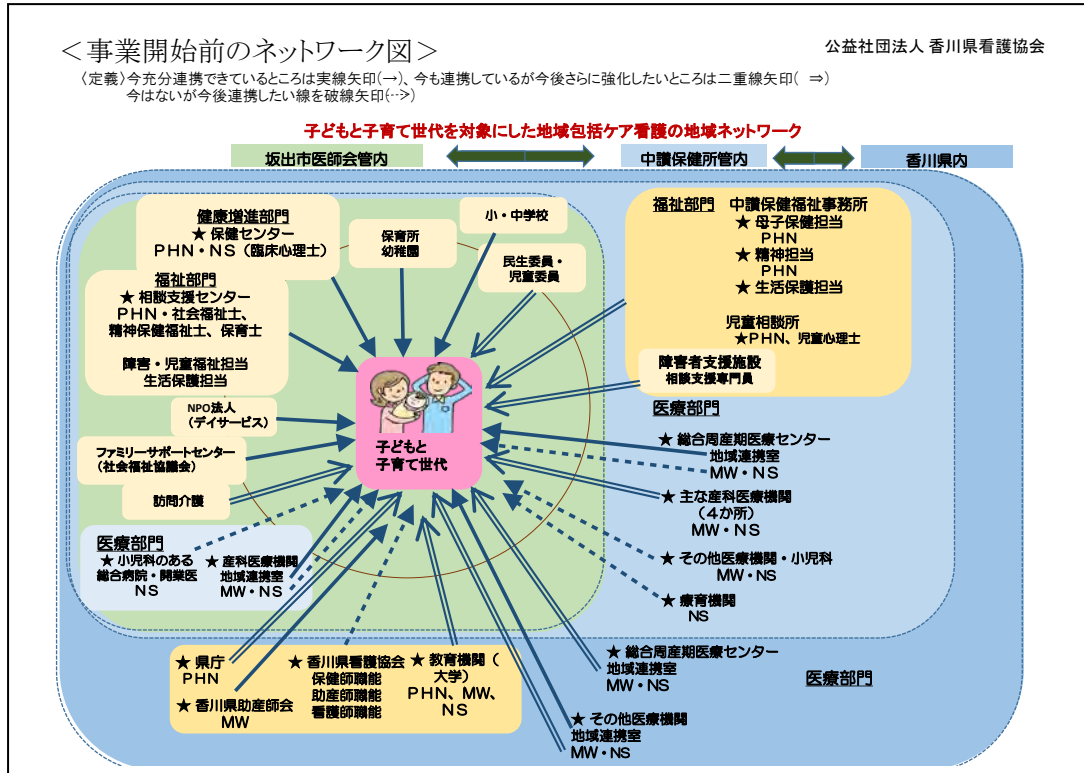 ＜事業開始前のネットワーク図＞
公益社団法人 香川県看護協会
〈定義〉今充分連携できているところは実線矢印(→)、今も連携しているが今後さらに強化したいところは二重線矢印( ⇒)
今はないが今後連携したい線を破線矢印(-->)
子どもと子育て世代を対象にした地域包括ケア看護の地域ネットワーク
坂出市医師会管内
中讃保健所管内
香川県内
健康増進部門
★ 保健センター
PHN・NS（臨床心理士）
保育所
幼稚園
小・中学校
民生委員・
児童委員
福祉部門
★ 相談支援センター
PHN・社会福祉士、
精神保健福祉士、保育士
障害・児童福祉担当
生活保護担当
NPO法人
（デイサービス）
ファミリーサポートセンター
（社会福祉協議会）
訪問介護
医療部門
★ 小児科のある
総合病院・開業医
NS
★ 産科医療機関
地域連携室
MW・NS
子どもと
子育て世代
福祉部門　中讃保健福祉事務所
★ 母子保健担当
PHN
★ 精神担当
PHN
★ 生活保護担当
児童相談所
★PHN、児童心理士
障害者支援施設
相談支援専門員
医療部門
★ 総合周産期医療センター
地域連携室
MW・NS
★ 主な産科医療機関
（４か所）
MW・NS
★ その他医療機関・小児科
MW・NS
★ 療育機関
NS
★ 県庁
PHN
★ 香川県助産師会
MW
★ 香川県看護協会
保健師職能
助産師職能
看護師職能
★ 教育機関（
大学）
PHN、MW、
NS
★ 総合周産期医療センター
地域連携室
MW・NS
医療部門
★ その他医療機関
地域連携室
MW・NS